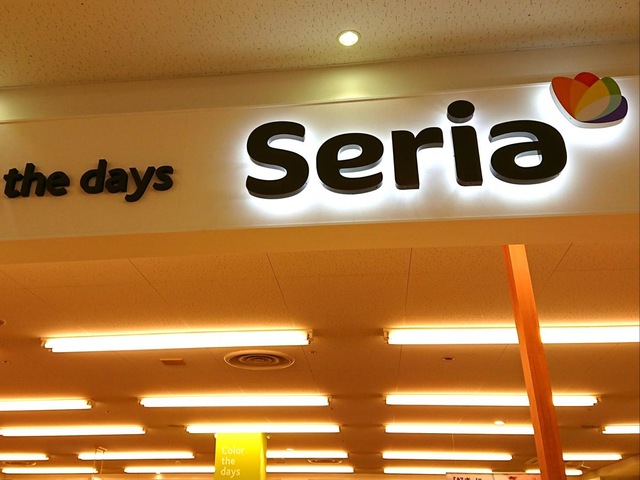 the days
Seria
Color
the
days